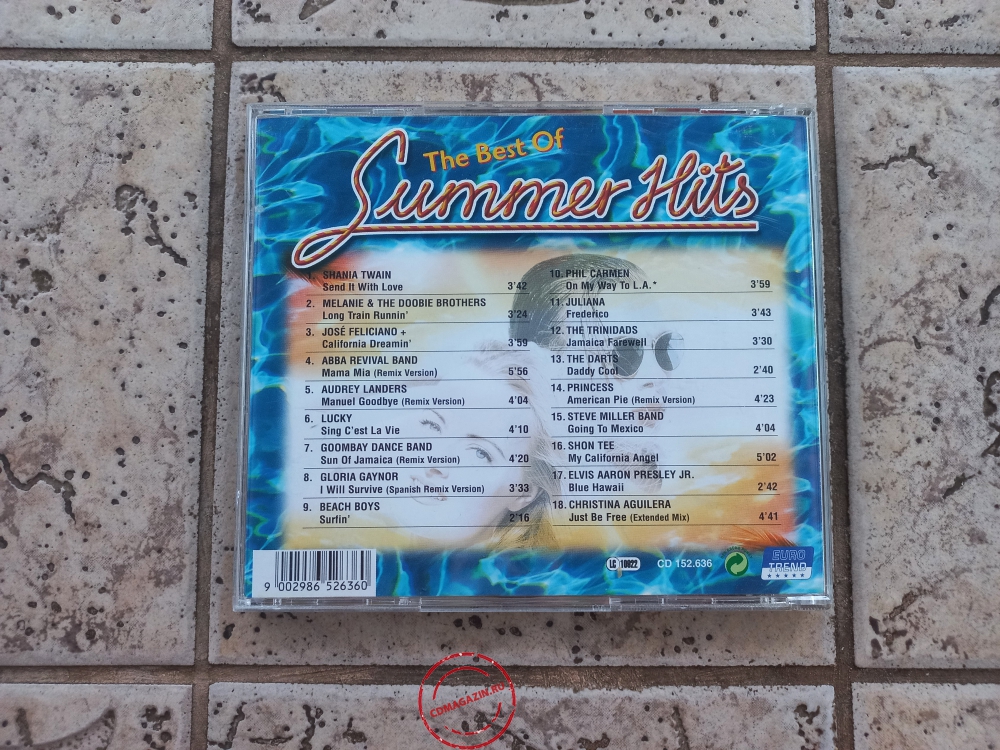 The Best Of
Summer Hits
1. SHANIA TWAIN
Send It With Love 3'42
2. MELANIE & THE DOOBIE BROTHERS
Long Train Runnin' 3'24
3. JOSÉ FELICIANO +
California Dreamin' 3'59
4. ABBA REVIVAL BAND
Mama Mia (Remix Version) 5'56
5. AUDREY LANDERS
Manuel Goodbye (Remix Version) 4'04
6. LUCKY
Sing C'est La Vie 4'10
7. GOOMBAY DANCE BAND
Sun Of Jamaica (Remix Version) 4'20
8. GLORIA GAYNOR
I Will Survive (Spanish Remix Version) 3'33
9. BEACH BOYS
Surfin' 2'16
10. PHIL CARMEN
On My Way To L.A.* 3'59
11. JULIANA
Frederico 3'43
12. THE TRINIDADS
Jamaica Farewell 3'30
13. THE DARTS
Daddy Cool 2'40
14. PRINCESS
American Pie (Remix Version) 4'23
15. STEVE MILLER BAND
Going To Mexico 4'04
16. SHON TEE
My California Angel 5'02
17. ELVIS AARON PRESLEY JR.
Blue Hawaii 2'42
18. CHRISTINA AGUILERA
Just Be Free (Extended Mix) 4'41
9 002986 526360
LC 10822
CD 152.636
EURO
TREND
CDMAGAZIN.RU